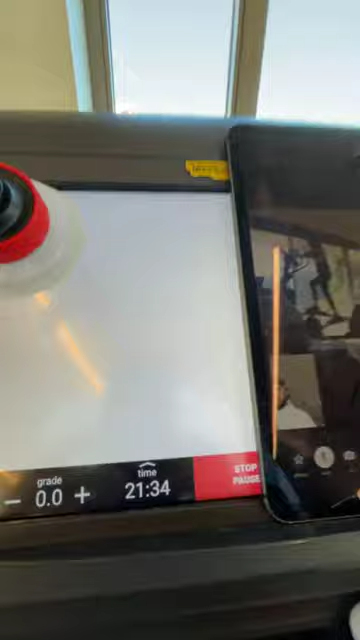 grade
− 0.0 +
time
21:34
STOP
PAUSE